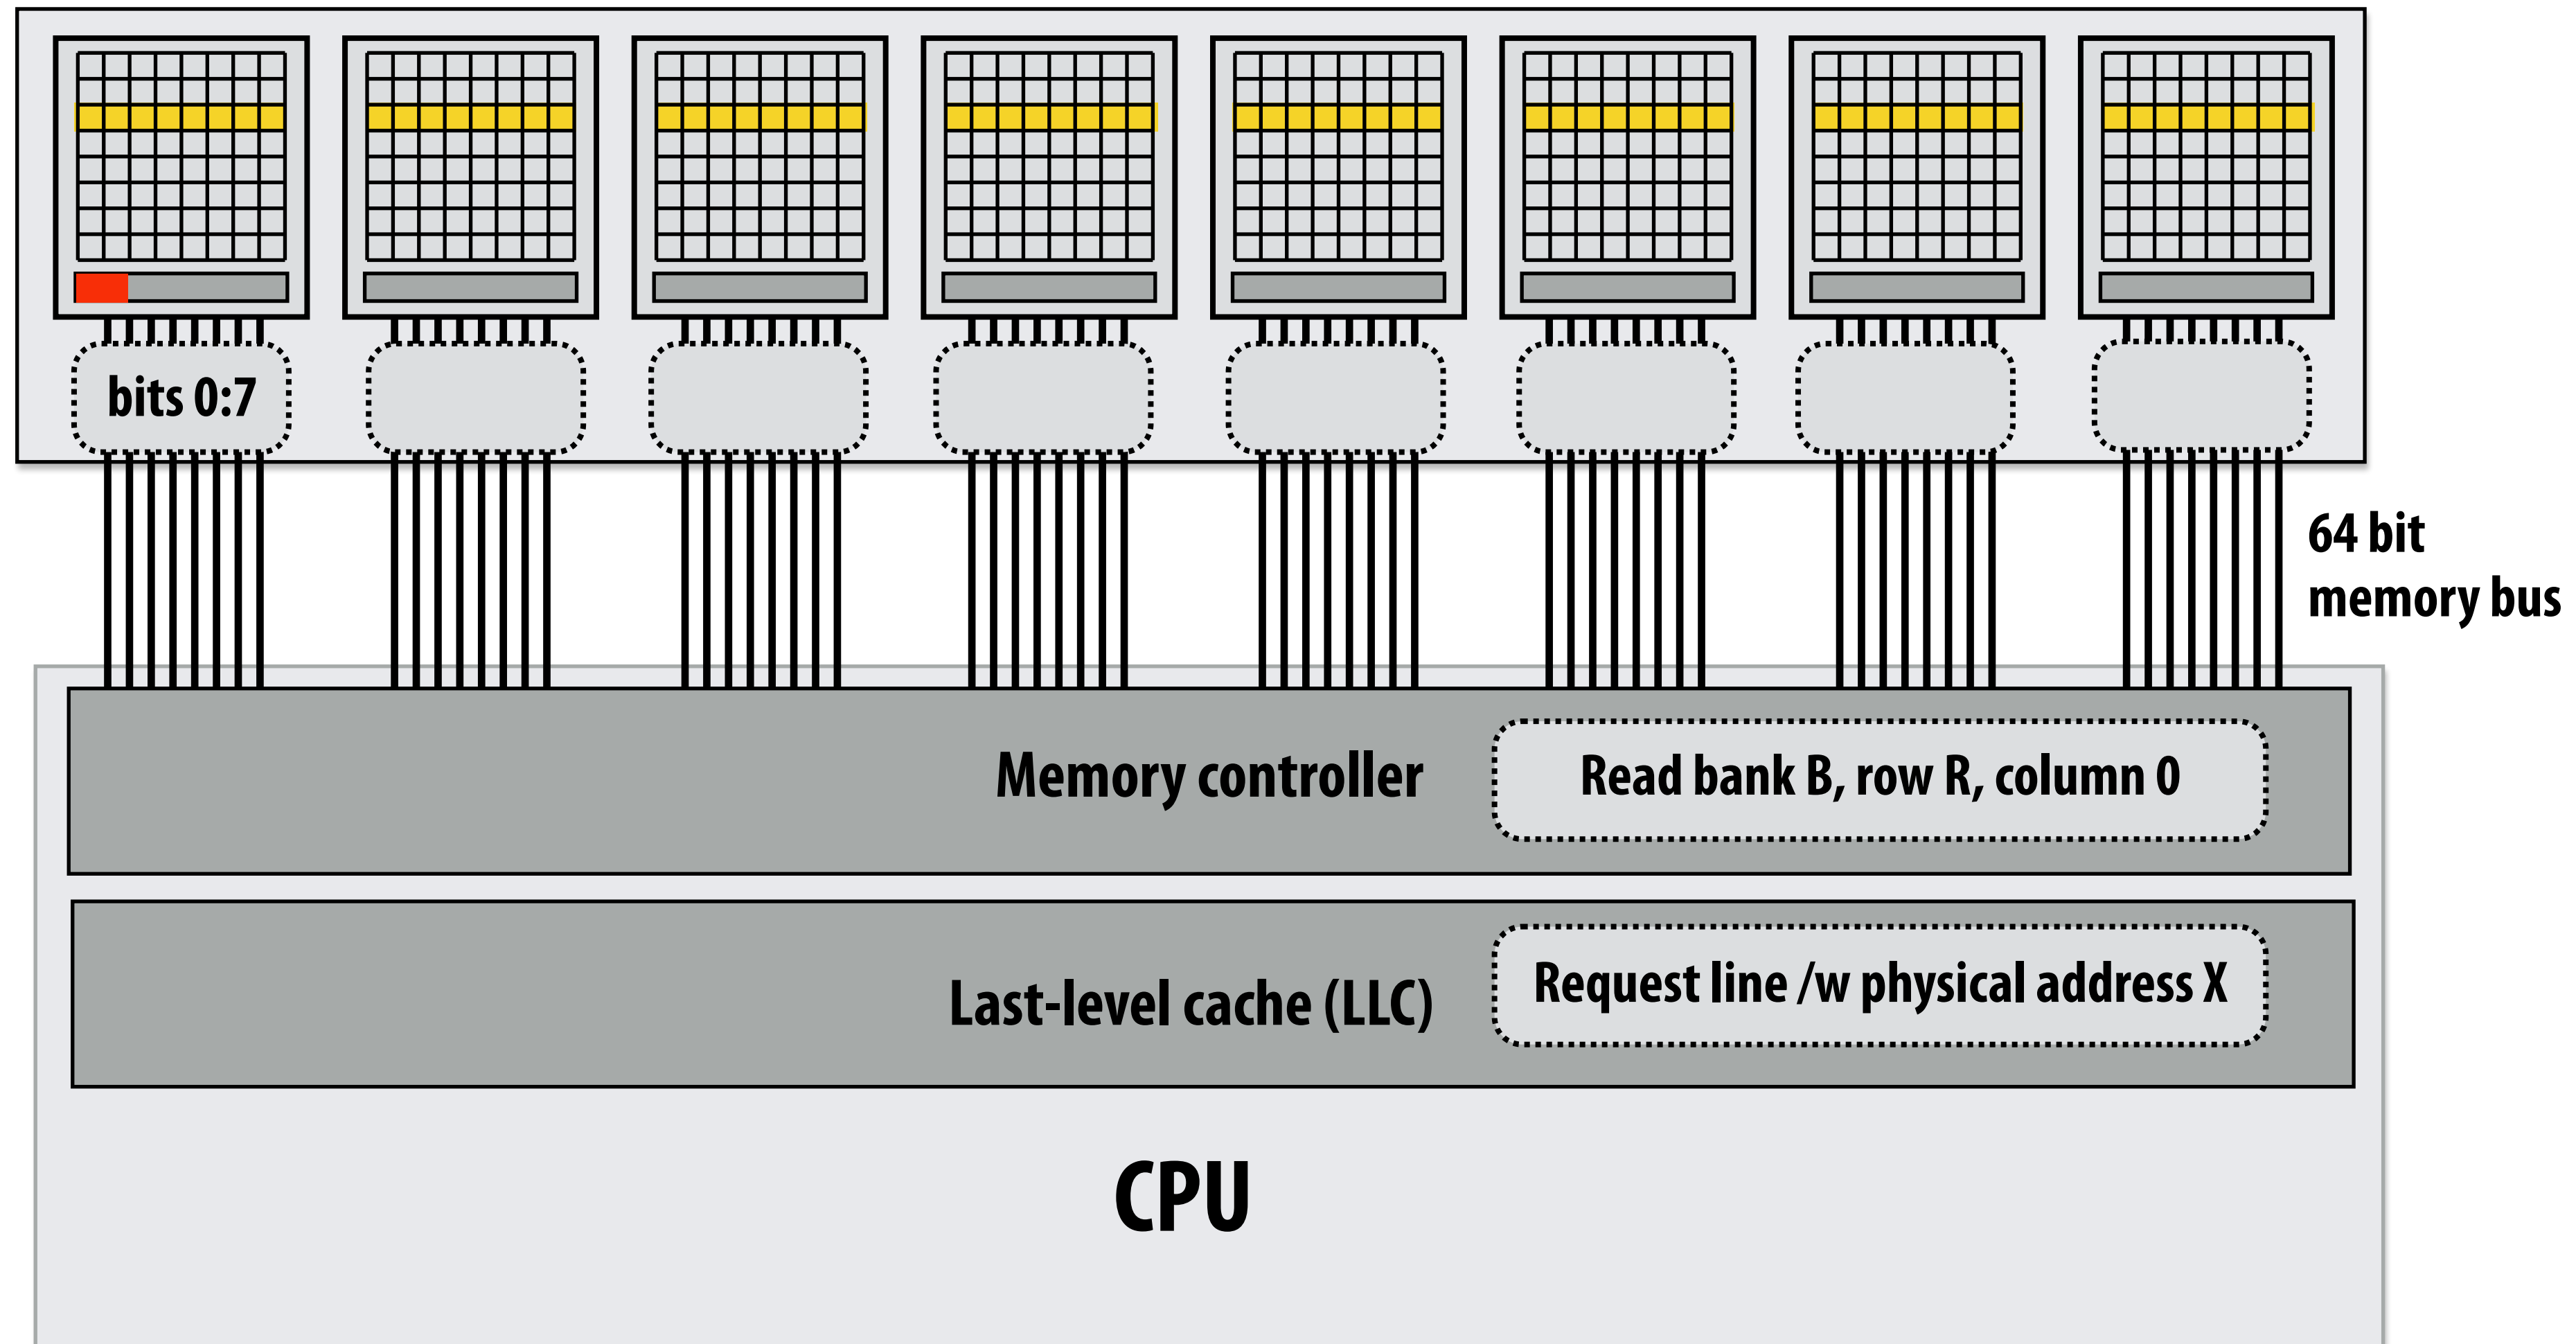 bits 0:7
64 bit
memory bus
Memory controller
Read bank B, row R, column 0
Last-level cache (LLC)
Request line /w physical address X
CPU